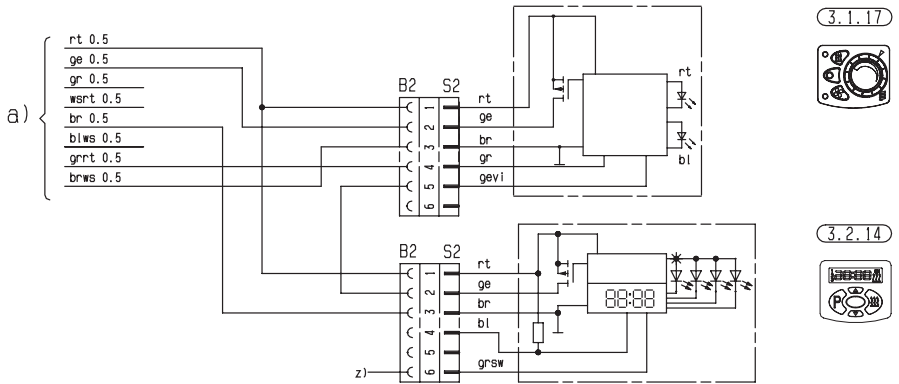 a)
rt 0.5
ge 0.5
gr 0.5
wsrt 0.5
br 0.5
blws 0.5
grrt 0.5
brws 0.5
B2 S2
1 rt
2 ge
3 br
4 gr
5 gevi
6
rt
bl
3.1.17
B2 S2
1 rt
2 ge
3 br
4 bl
5
6 grsw
z)
88:88
3.2.14
P